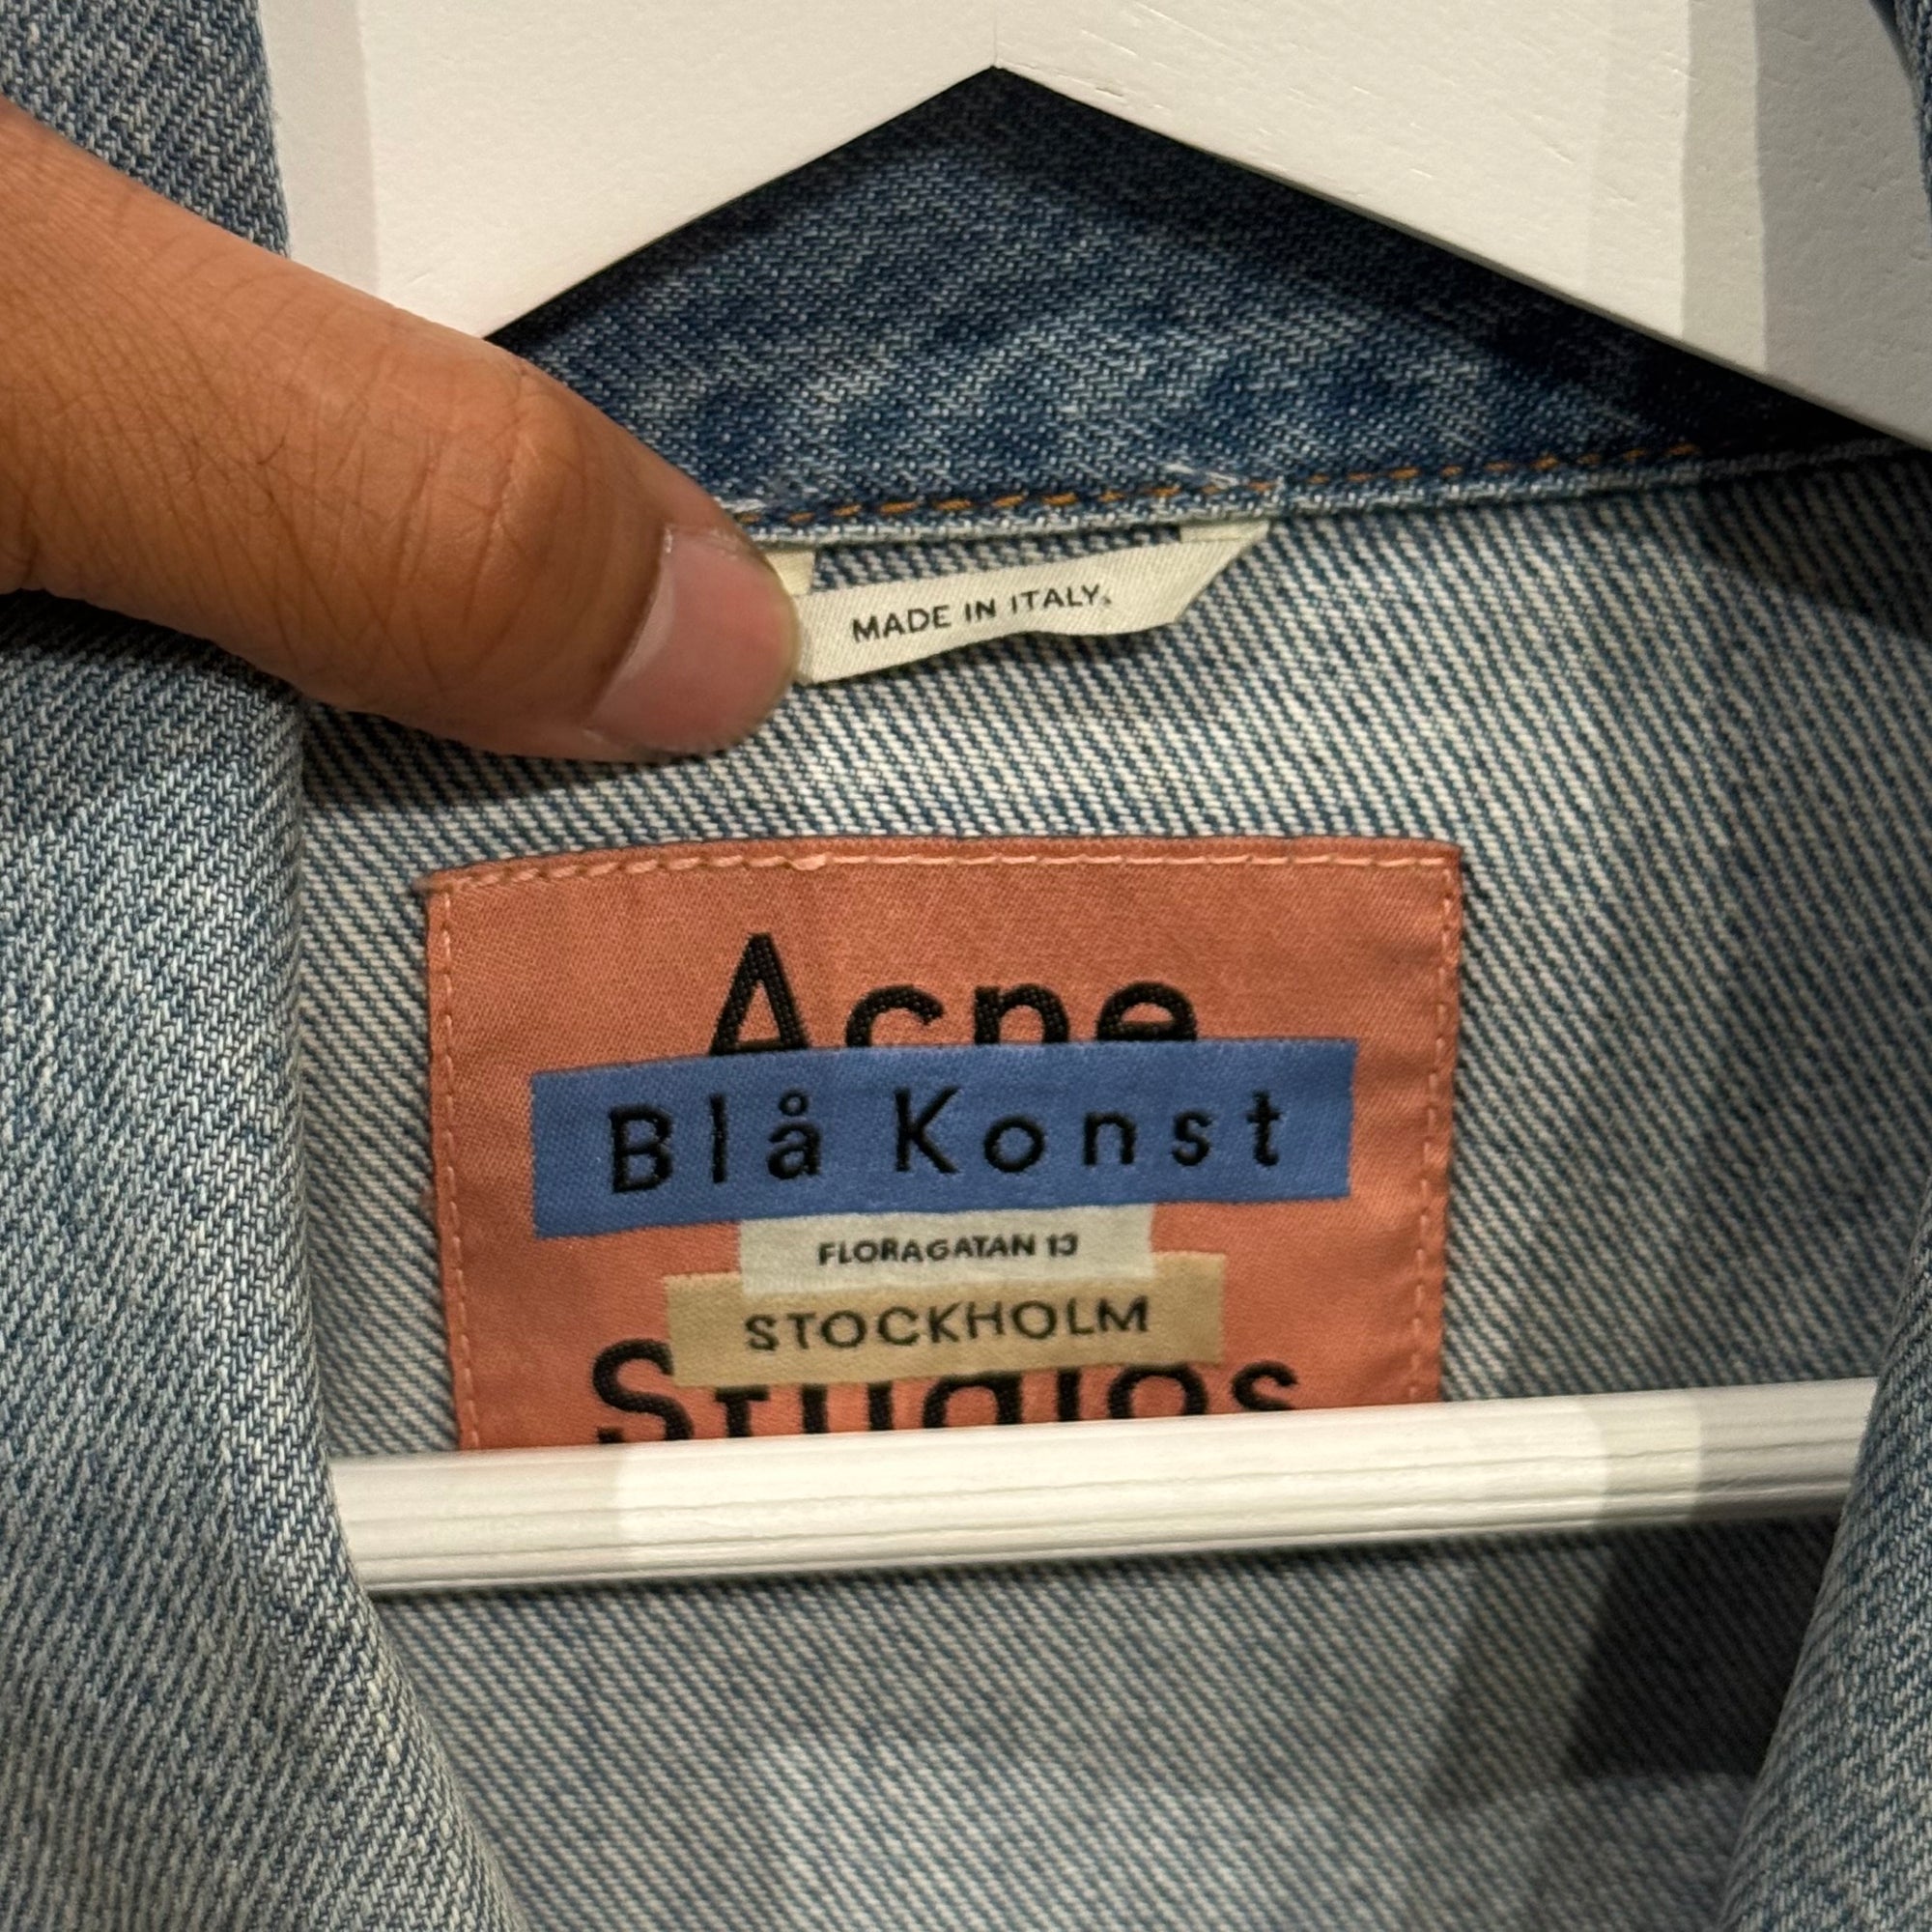 MADE IN ITALY.
Acne
Blå Konst
FLORAGATAN 13
STOCKHOLM
Studios